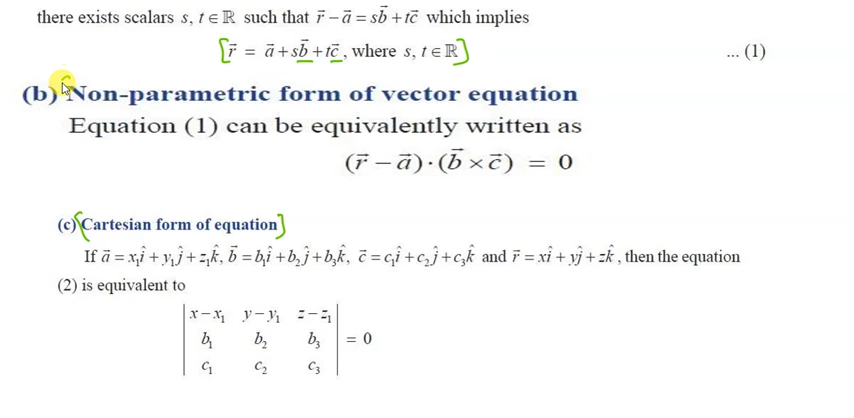 there exists scalars s, t ∈ ℝ such that r⃗ − a⃗ = sb⃗ + tc⃗ which implies
[r⃗ = a⃗ + sb⃗ + tc⃗, where s, t ∈ ℝ] ... (1)
(b) Non-parametric form of vector equation
Equation (1) can be equivalently written as
(r⃗ − a⃗) · (b⃗ × c⃗) = 0
(c) [Cartesian form of equation]
If a⃗ = x₁î + y₁ĵ + z₁k̂, b⃗ = b₁î + b₂ĵ + b₃k̂, c⃗ = c₁î + c₂ĵ + c₃k̂ and r⃗ = xî + yĵ + zk̂, then the equation
(2) is equivalent to
| x − x₁ y − y₁ z − z₁ |
| b₁ b₂ b₃ | = 0
| c₁ c₂ c₃ |